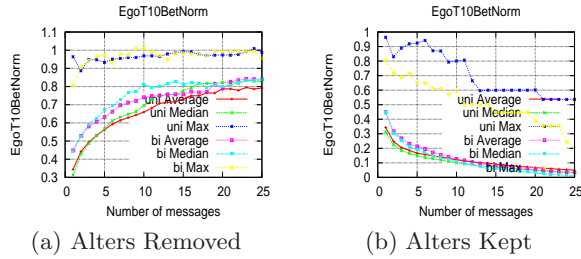 EgoT10BetNorm
EgoT10BetNorm
1.1
1
0.9
0.8
0.7
0.6
0.5
0.4
0.3
0
5
10
15
20
25
Number of messages
uni Average
uni Median
uni Max
bi Average
bi Median
bi Max
(a) Alters Removed
EgoT10BetNorm
EgoT10BetNorm
1
0.9
0.8
0.7
0.6
0.5
0.4
0.3
0.2
0.1
0
0
5
10
15
20
25
Number of messages
uni Average
uni Median
uni Max
bi Average
bi Median
bi Max
(b) Alters Kept